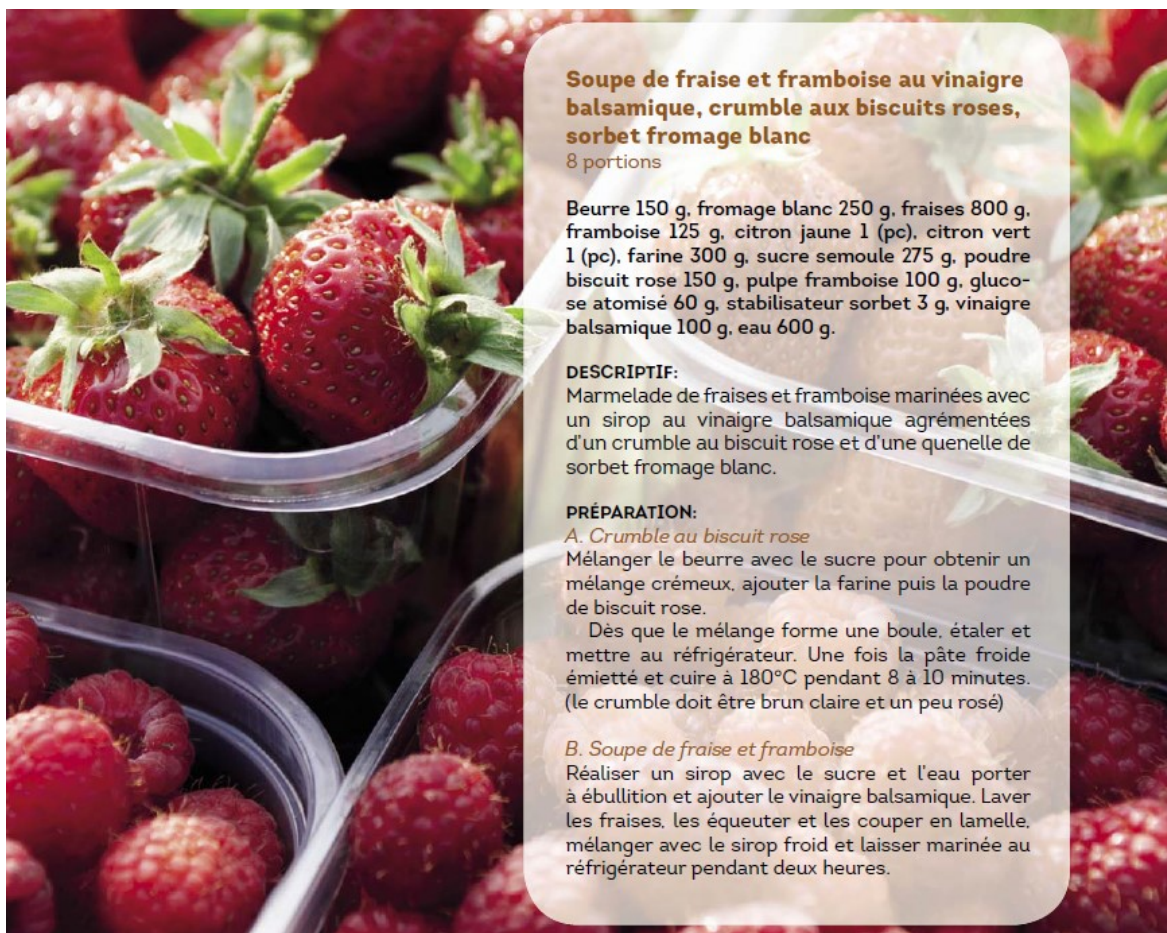 Soupe de fraise et framboise au vinaigre
balsamique, crumble aux biscuits roses,
sorbet fromage blanc
8 portions
Beurre 150 g, fromage blanc 250 g, fraises 800 g,
framboise 125 g, citron jaune 1 (pc), citron vert
1 (pc), farine 300 g, sucre semoule 275 g, poudre
biscuit rose 150 g, pulpe framboise 100 g, gluco-
se atomisé 60 g, stabilisateur sorbet 3 g, vinaigre
balsamique 100 g, eau 600 g.
DESCRIPTIF:
Marmelade de fraises et framboise marinées avec
un sirop au vinaigre balsamique agrémentées
d'un crumble au biscuit rose et d'une quenelle de
sorbet fromage blanc.
PRÉPARATION:
A. Crumble au biscuit rose
Mélanger le beurre avec le sucre pour obtenir un
mélange crémeux, ajouter la farine puis la poudre
de biscuit rose.
Dès que le mélange forme une boule, étaler et
mettre au réfrigérateur. Une fois la pâte froide
émietté et cuire à 180°C pendant 8 à 10 minutes.
(le crumble doit être brun claire et un peu rosé)
B. Soupe de fraise et framboise
Réaliser un sirop avec le sucre et l'eau porter
à ébullition et ajouter le vinaigre balsamique. Laver
les fraises, les équeuter et les couper en lamelle,
mélanger avec le sirop froid et laisser marinée au
réfrigérateur pendant deux heures.